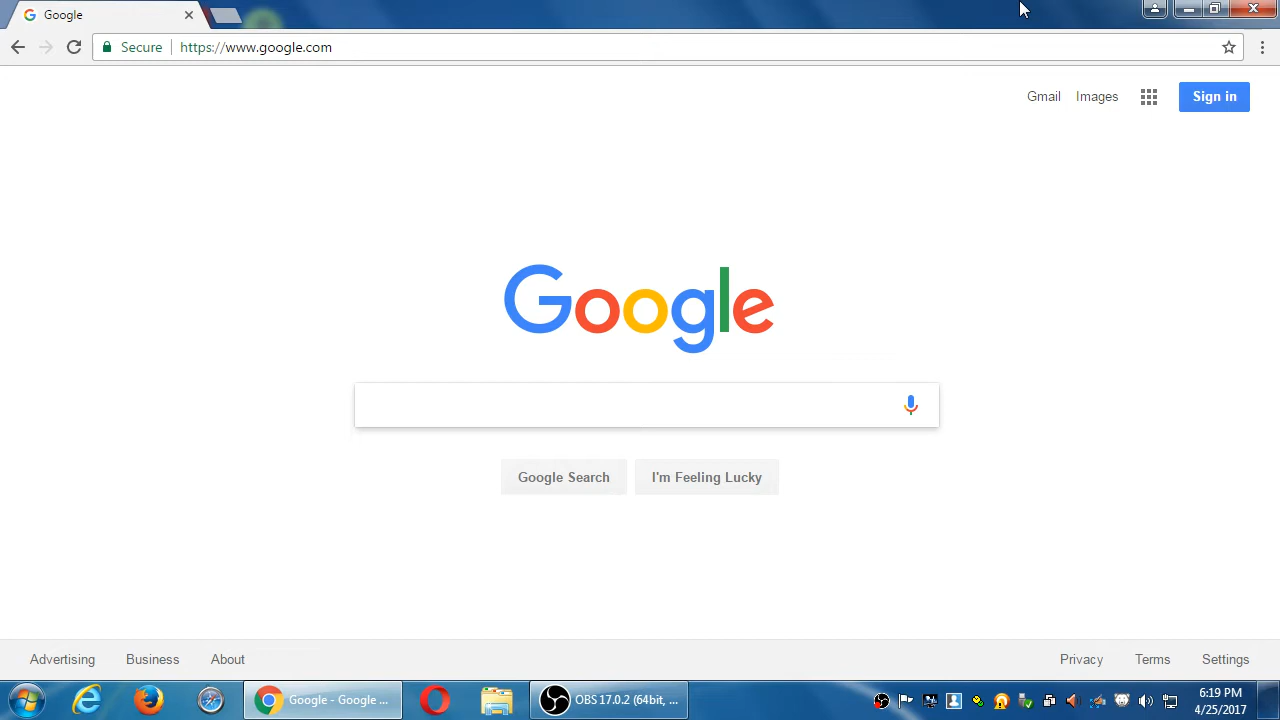 Google
Secure https://www.google.com
Gmail Images Sign in
Google
Google Search I'm Feeling Lucky
Advertising Business About Privacy Terms Settings
Google - Google ... OBS 17.0.2 (64bit, ... 6:19 PM
4/25/2017